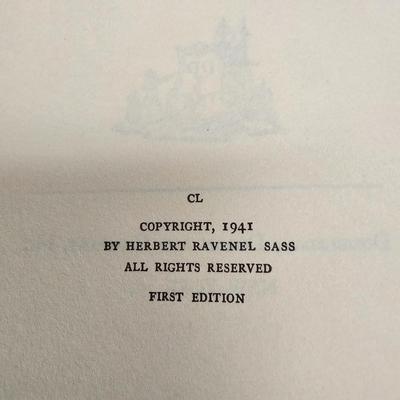 CL
COPYRIGHT, 1941
BY HERBERT RAVENEL SASS
ALL RIGHTS RESERVED
FIRST EDITION